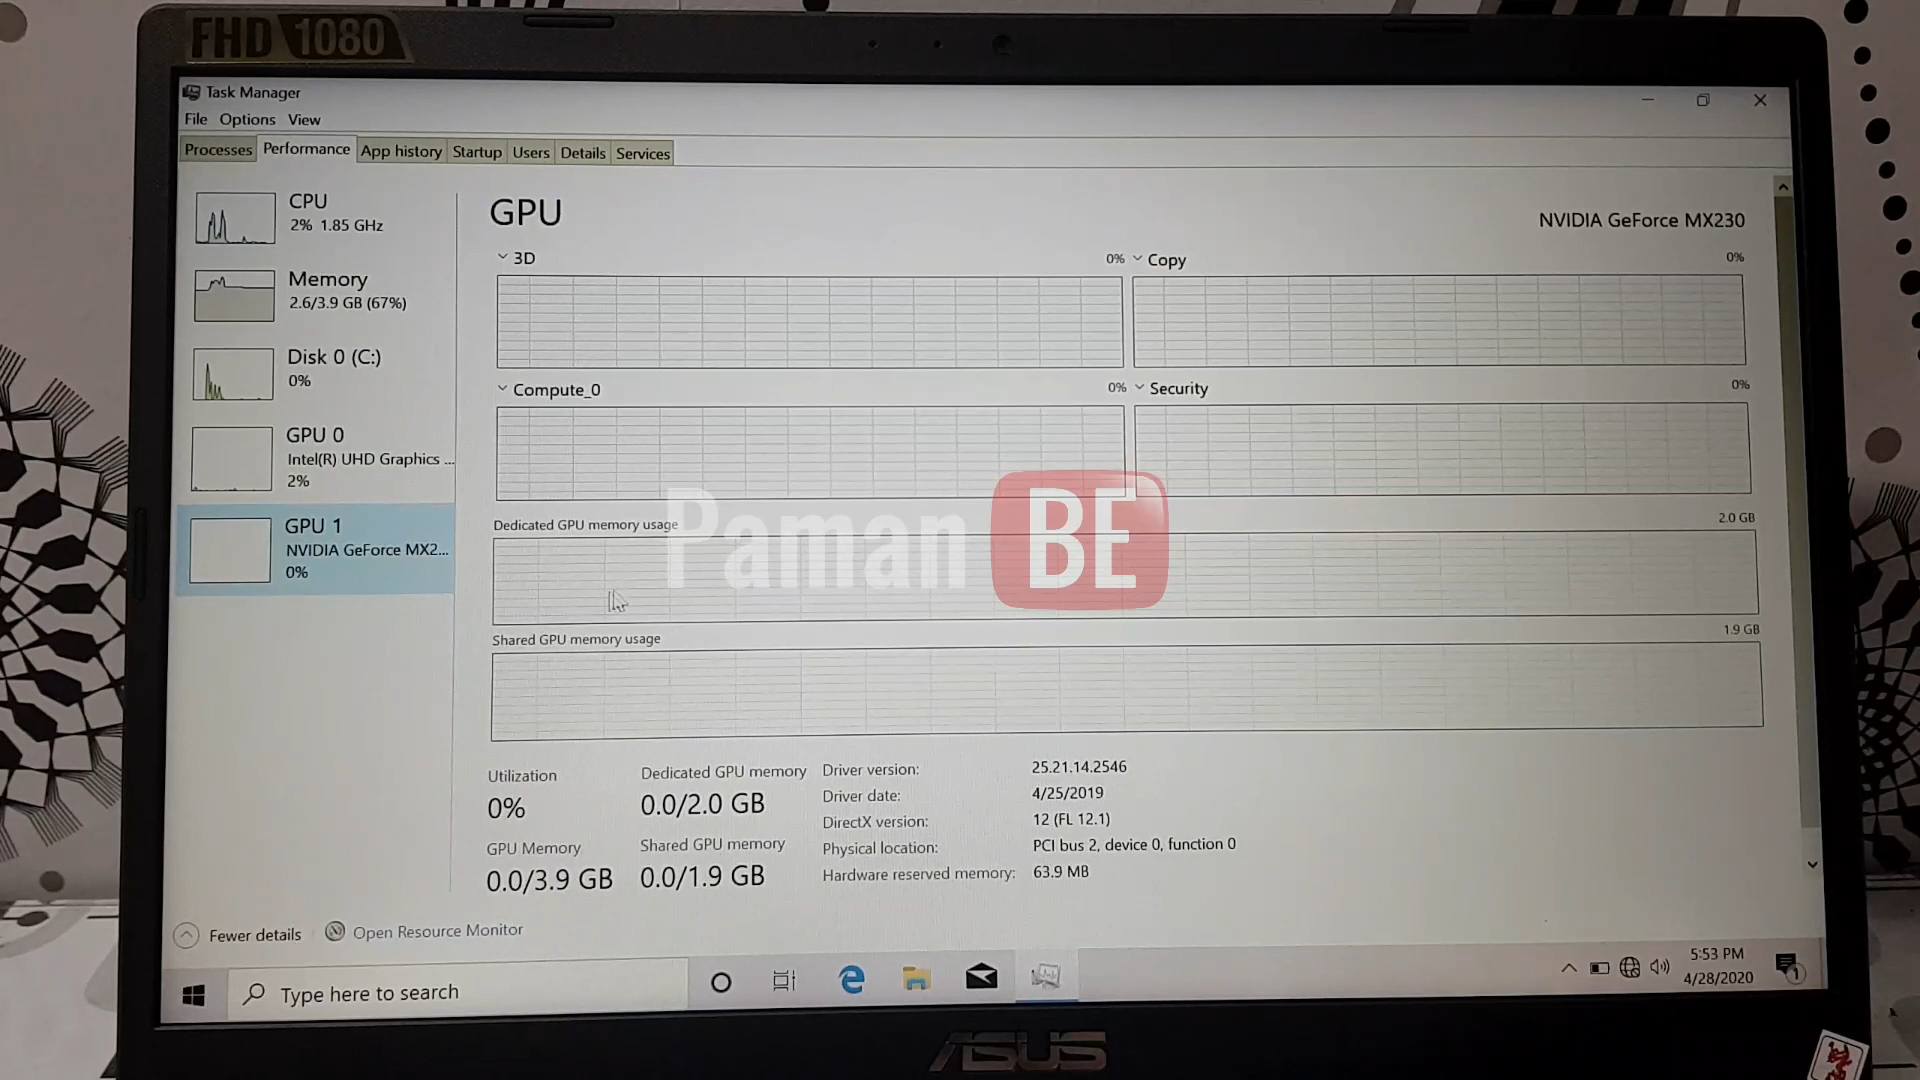 FHD 1080
Task Manager
File Options View
Processes Performance App history Startup Users Details Services
CPU
2% 1.85 GHz
Memory
2.6/3.9 GB (67%)
Disk 0 (C:)
0%
GPU 0
Intel(R) UHD Graphics ...
2%
GPU 1
NVIDIA GeForce MX2...
0%
GPU
NVIDIA GeForce MX230
3D 0%
Copy 0%
Compute_0 0%
Security 0%
Dedicated GPU memory usage 2.0 GB
Paman BE
Shared GPU memory usage 1.9 GB
Utilization
0%
Dedicated GPU memory
0.0/2.0 GB
GPU Memory
0.0/3.9 GB
Shared GPU memory
0.0/1.9 GB
Driver version: 25.21.14.2546
Driver date: 4/25/2019
DirectX version: 12 (FL 12.1)
Physical location: PCI bus 2, device 0, function 0
Hardware reserved memory: 63.9 MB
Fewer details
Open Resource Monitor
Type here to search
5:53 PM
4/28/2020
1
ASUS